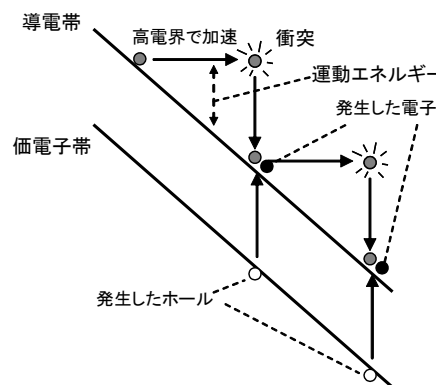 導電帯
高電界で加速
衝突
運動エネルギー
発生した電子
価電子帯
発生したホール